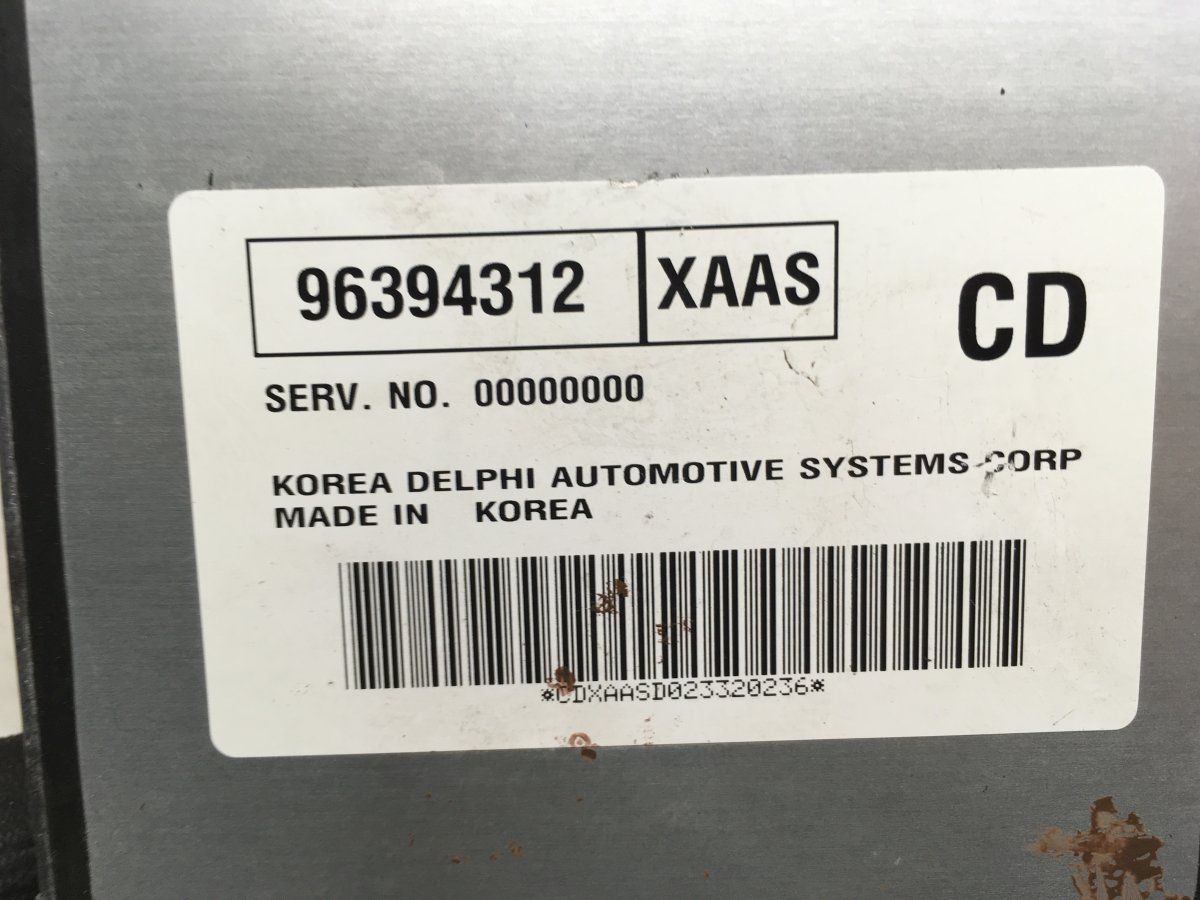 96394312 XAAS
CD
SERV. NO. 00000000
KOREA DELPHI AUTOMOTIVE SYSTEMS CORP
MADE IN KOREA
*CDXAASD023320236*